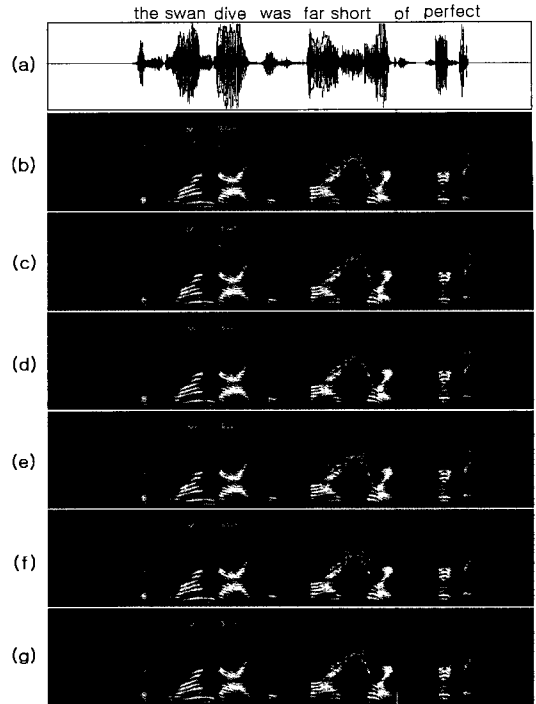 the swan dive was far short of perfect
(a)
(b)
(c)
(d)
(e)
(f)
(g)